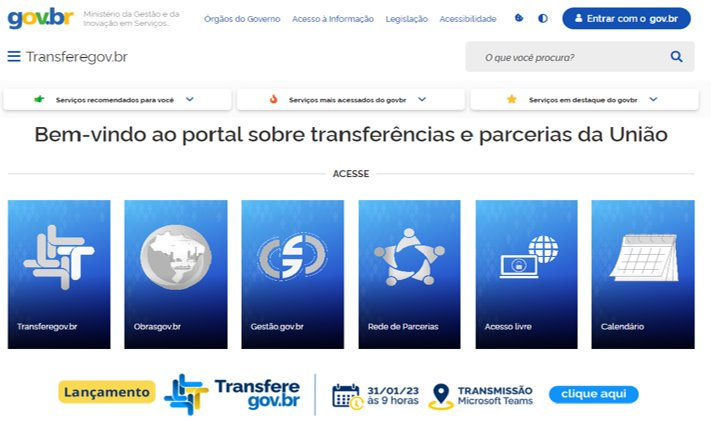 gov.br
Ministério da Gestão e da
Inovação em Serviços...
Órgãos do Governo Acesso à Informação Legislação Acessibilidade
Entrar com o gov.br
Transferegov.br
O que você procura?
Serviços recomendados para você
Serviços mais acessados do govbr
Serviços em destaque do govbr
Bem-vindo ao portal sobre transferências e parcerias da União
ACESSE
Transferegov.br
Obrasgov.br
Gestão.gov.br
Rede de Parcerias
Acesso livre
Calendário
Lançamento
Transfere
gov.br
31/01/23
às 9 horas
TRANSMISSÃO
Microsoft Teams
clique aqui